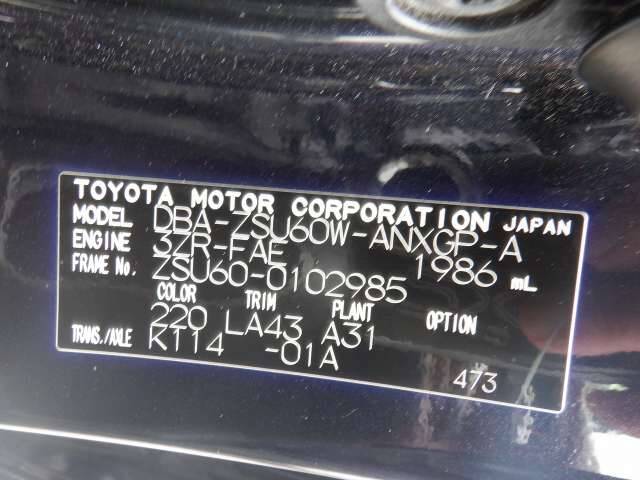 TOYOTA MOTOR CORPORATION JAPAN
MODEL DBA-ZSU60W-ANXGP-A
ENGINE 3ZR-FAE 1986 mL
FRAME No. ZSU60-0102985
COLOR TRIM PLANT OPTION
220 LA43 A31
TRANS./AXLE K114 -01A
473